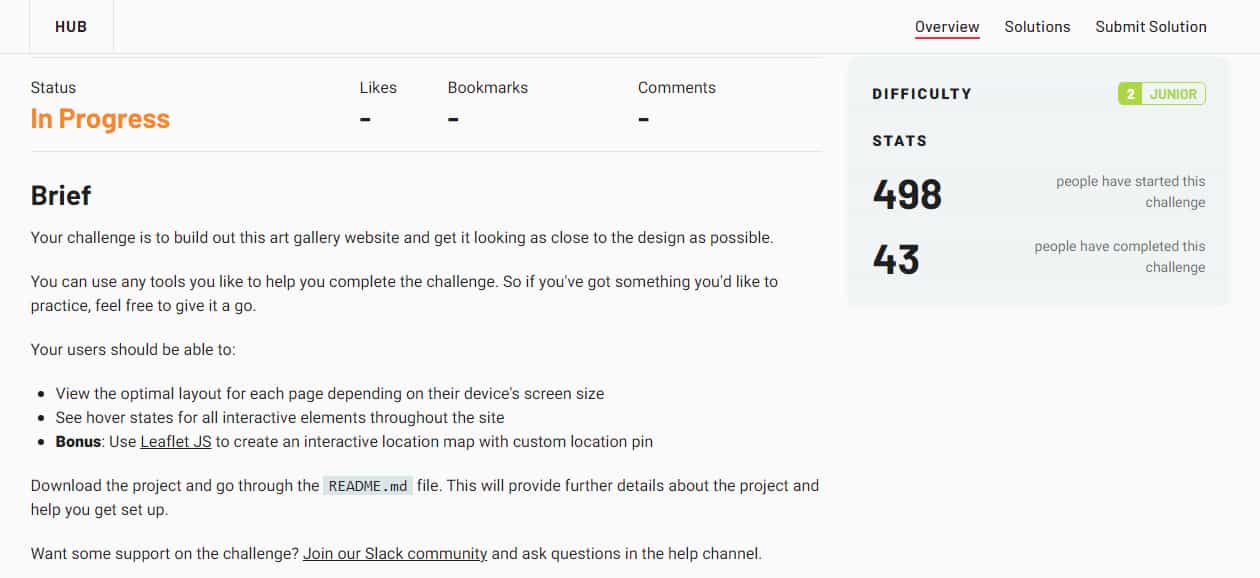 HUB
Overview Solutions Submit Solution
Status
In Progress
Likes
-
Bookmarks
-
Comments
-
Brief
Your challenge is to build out this art gallery website and get it looking as close to the design as possible.
You can use any tools you like to help you complete the challenge. So if you've got something you'd like to
practice, feel free to give it a go.
Your users should be able to:
• View the optimal layout for each page depending on their device's screen size
• See hover states for all interactive elements throughout the site
• Bonus: Use Leaflet JS to create an interactive location map with custom location pin
Download the project and go through the README.md file. This will provide further details about the project and
help you get set up.
Want some support on the challenge? Join our Slack community and ask questions in the help channel.
DIFFICULTY
2 JUNIOR
STATS
498
people have started this
challenge
43
people have completed this
challenge